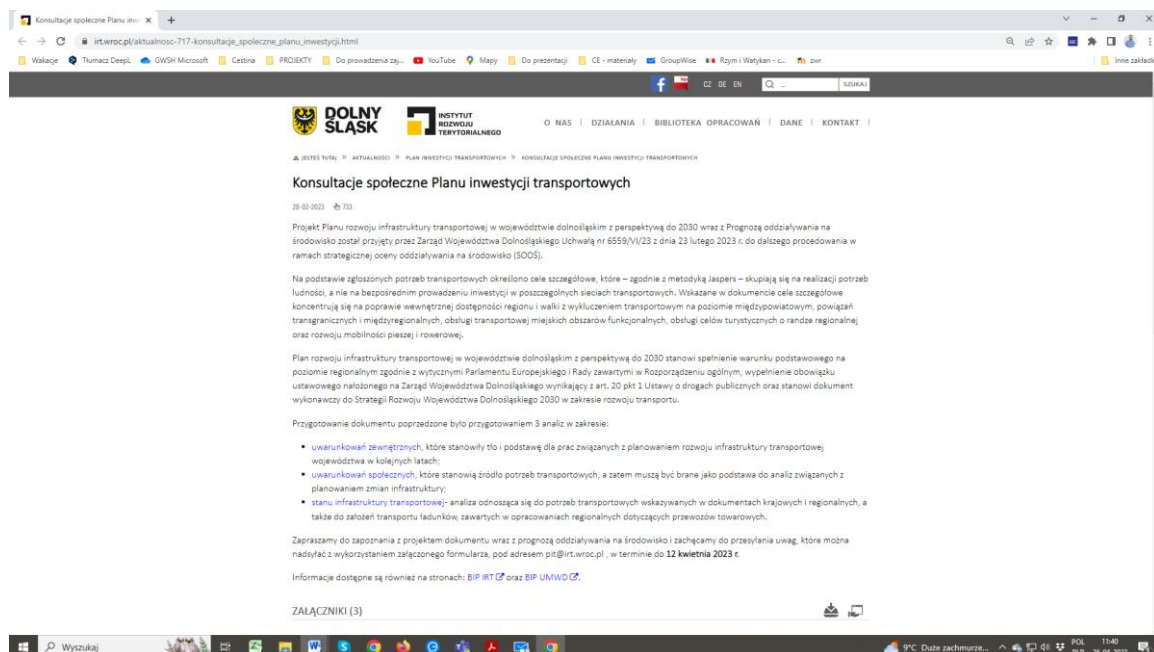 Konsultacje społeczne Planu inwe
irt.wroc.pl/aktualnosc-717-konsultacje_spoleczne_planu_inwestycji.html
Wakacje Tłumacz DeepL GWSH Microsoft Cestina PROJEKTY Do prowadzenia zaj... YouTube Mapy Do prezentacji CE - materiały GroupWise Rzym i Watykan - c... zwr Inne zakładk
CZ DE EN SZUKAJ
DOLNY ŚLĄSK INSTYTUT ROZWOJU TERYTORIALNEGO O NAS | DZIAŁANIA | BIBLIOTEKA OPRACOWAŃ | DANE | KONTAKT |
JESTEŚ TUTAJ » AKTUALNOŚCI » PLAN INWESTYCJI TRANSPORTOWYCH » KONSULTACJE SPOŁECZNE PLANU INWESTYCJI TRANSPORTOWYCH
Konsultacje społeczne Planu inwestycji transportowych
28-02-2023 733
Projekt Planu rozwoju infrastruktury transportowej w województwie dolnośląskim z perspektywą do 2030 wraz z Prognozą oddziaływania na
środowisko został przyjęty przez Zarząd Województwa Dolnośląskiego Uchwałą nr 6559/VI/23 z dnia 23 lutego 2023 r. do dalszego procedowania w
ramach strategicznej oceny oddziaływania na środowisko (SOOŚ).
Na podstawie zgłoszonych potrzeb transportowych określono cele szczegółowe, które – zgodnie z metodyką Jaspers – skupiają się na realizacji potrzeb
ludności, a nie na bezpośrednim prowadzeniu inwestycji w poszczególnych sieciach transportowych. Wskazane w dokumencie cele szczegółowe
koncentrują się na poprawie wewnętrznej dostępności regionu i walki z wykluczeniem transportowym na poziomie międzypowiatowym, powiązań
transgranicznych i międzyregionalnych, obsługi transportowej miejskich obszarów funkcjonalnych, obsługi celów turystycznych o randze regionalnej
oraz rozwoju mobilności pieszej i rowerowej.
Plan rozwoju infrastruktury transportowej w województwie dolnośląskim z perspektywą do 2030 stanowi spełnienie warunku podstawowego na
poziomie regionalnym zgodnie z wytycznymi Parlamentu Europejskiego i Rady zawartymi w Rozporządzeniu ogólnym, wypełnienie obowiązku
ustawowego nałożonego na Zarząd Województwa Dolnośląskiego wynikający z art. 20 pkt 1 Ustawy o drogach publicznych oraz stanowi dokument
wykonawczy do Strategii Rozwoju Województwa Dolnośląskiego 2030 w zakresie rozwoju transportu.
Przygotowanie dokumentu poprzedzone było przygotowaniem 3 analiz w zakresie:
uwarunkowań zewnętrznych, które stanowiły tło i podstawę dla prac związanych z planowaniem rozwoju infrastruktury transportowej
województwa w kolejnych latach;
uwarunkowań społecznych, które stanowią źródło potrzeb transportowych, a zatem muszą być brane jako podstawa do analiz związanych z
planowaniem zmian infrastruktury;
stanu infrastruktury transportowej- analiza odnosząca się do potrzeb transportowych wskazywanych w dokumentach krajowych i regionalnych, a
także do założeń transportu ładunków, zawartych w opracowaniach regionalnych dotyczących przewozów towarowych.
Zapraszamy do zapoznania z projektem dokumentu wraz z prognozą oddziaływania na środowisko i zachęcamy do przesyłania uwag, które można
nadsyłać z wykorzystaniem załączonego formularza, pod adresem pit@irt.wroc.pl , w terminie do 12 kwietnia 2023 r.
Informacje dostępne są również na stronach: BIP IRT oraz BIP UMWD.
ZAŁĄCZNIKI (3)
Wyszukaj 9°C Duże zachmurze... POL 11:40
26.04.2023